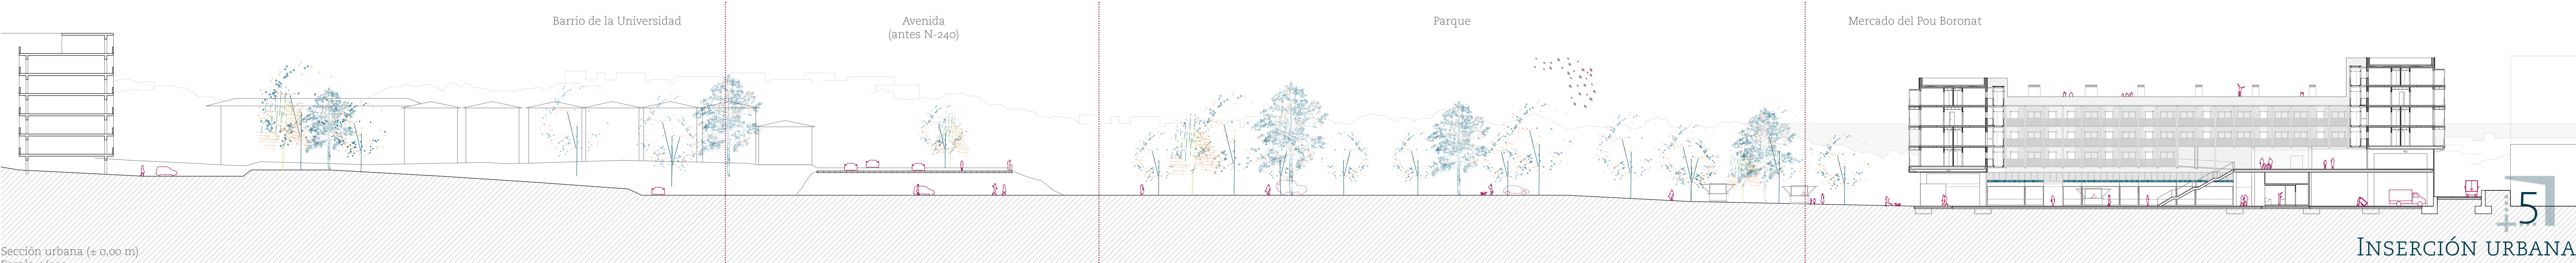 Barrio de la Universidad
Avenida
(antes N-240)
Parque
Mercado del Pou Boronat
5
INSERCIÓN URBANA
Sección urbana (± 0,00 m)